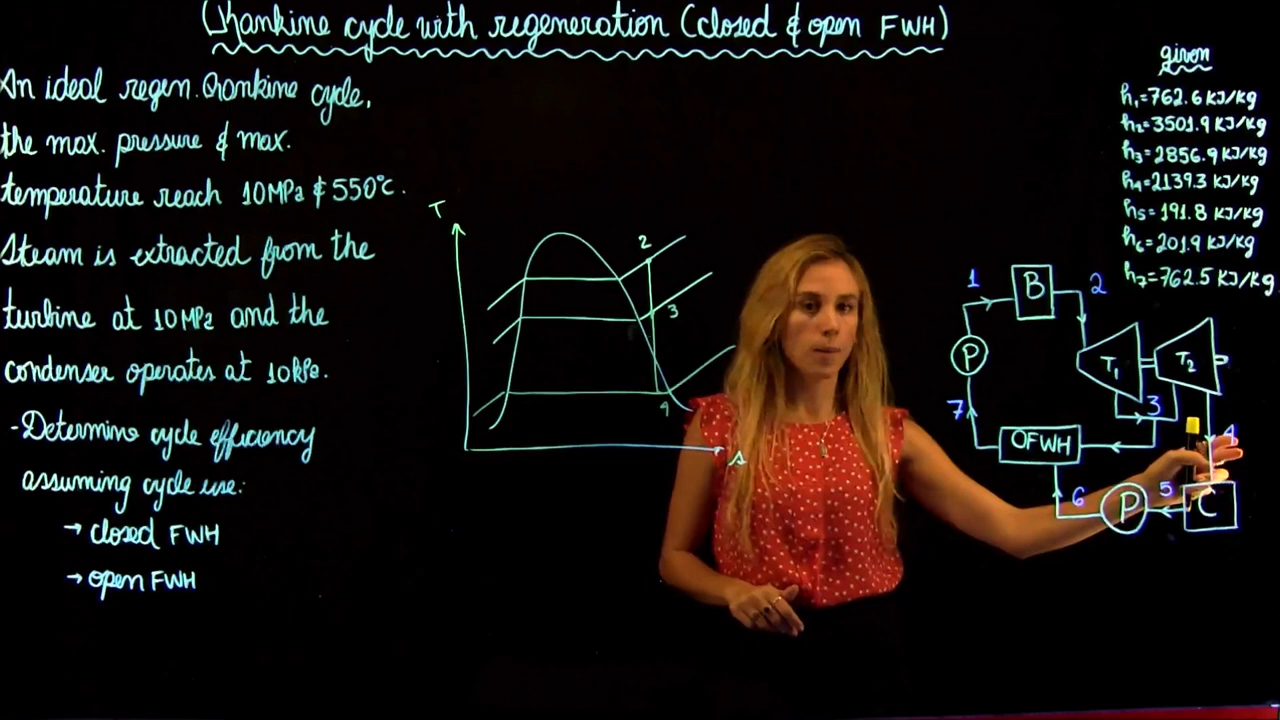 Rankine cycle with regeneration (closed & open FWH)
An ideal regen. Rankine cycle,
the max. pressure & max.
temperature reach 10MPa & 550°C.
Steam is extracted from the
turbine at 10MPa and the
condenser operates at 10kPa.
-Determine cycle efficiency
assuming cycle use:
→ closed FWH
→ open FWH
T
2
3
4
s
given
h1=762.6 KJ/Kg
h2=3501.9 KJ/Kg
h3=2856.9 KJ/Kg
h4=2139.3 KJ/Kg
h5=191.8 KJ/Kg
h6=201.9 KJ/Kg
h7=762.5 KJ/Kg
1
B
2
P
T1
T2
7
3
OFWH
4
6
P
5
C